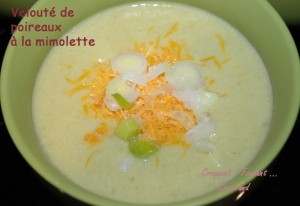 Velouté de
poireaux
à la mimolette